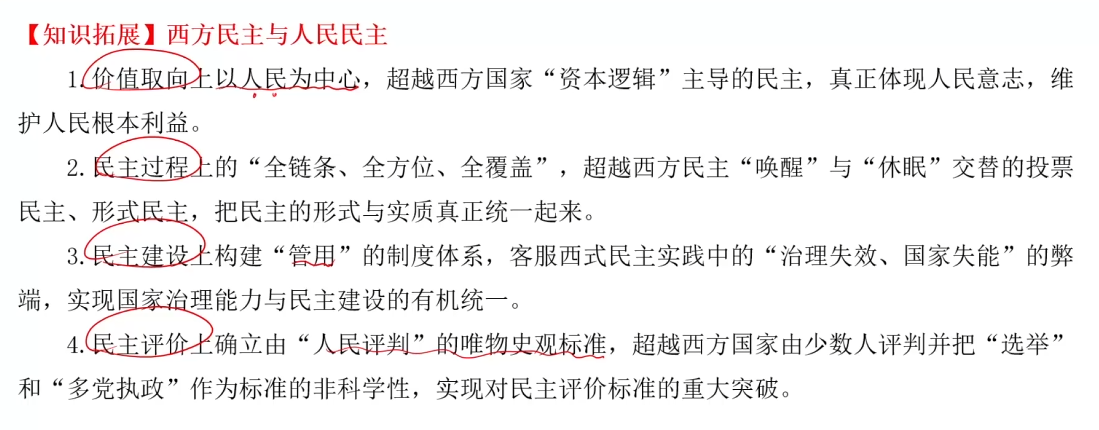 【知识拓展】西方民主与人民民主
1.价值取向上以人民为中心，超越西方国家“资本逻辑”主导的民主，真正体现人民意志，维
护人民根本利益。
2.民主过程上的“全链条、全方位、全覆盖”，超越西方民主“唤醒”与“休眠”交替的投票
民主、形式民主，把民主的形式与实质真正统一起来。
3.民主建设上构建“管用”的制度体系，客服西式民主实践中的“治理失效、国家失能”的弊
端，实现国家治理能力与民主建设的有机统一。
4.民主评价上确立由“人民评判”的唯物史观标准，超越西方国家由少数人评判并把“选举”
和“多党执政”作为标准的非科学性，实现对民主评价标准的重大突破。